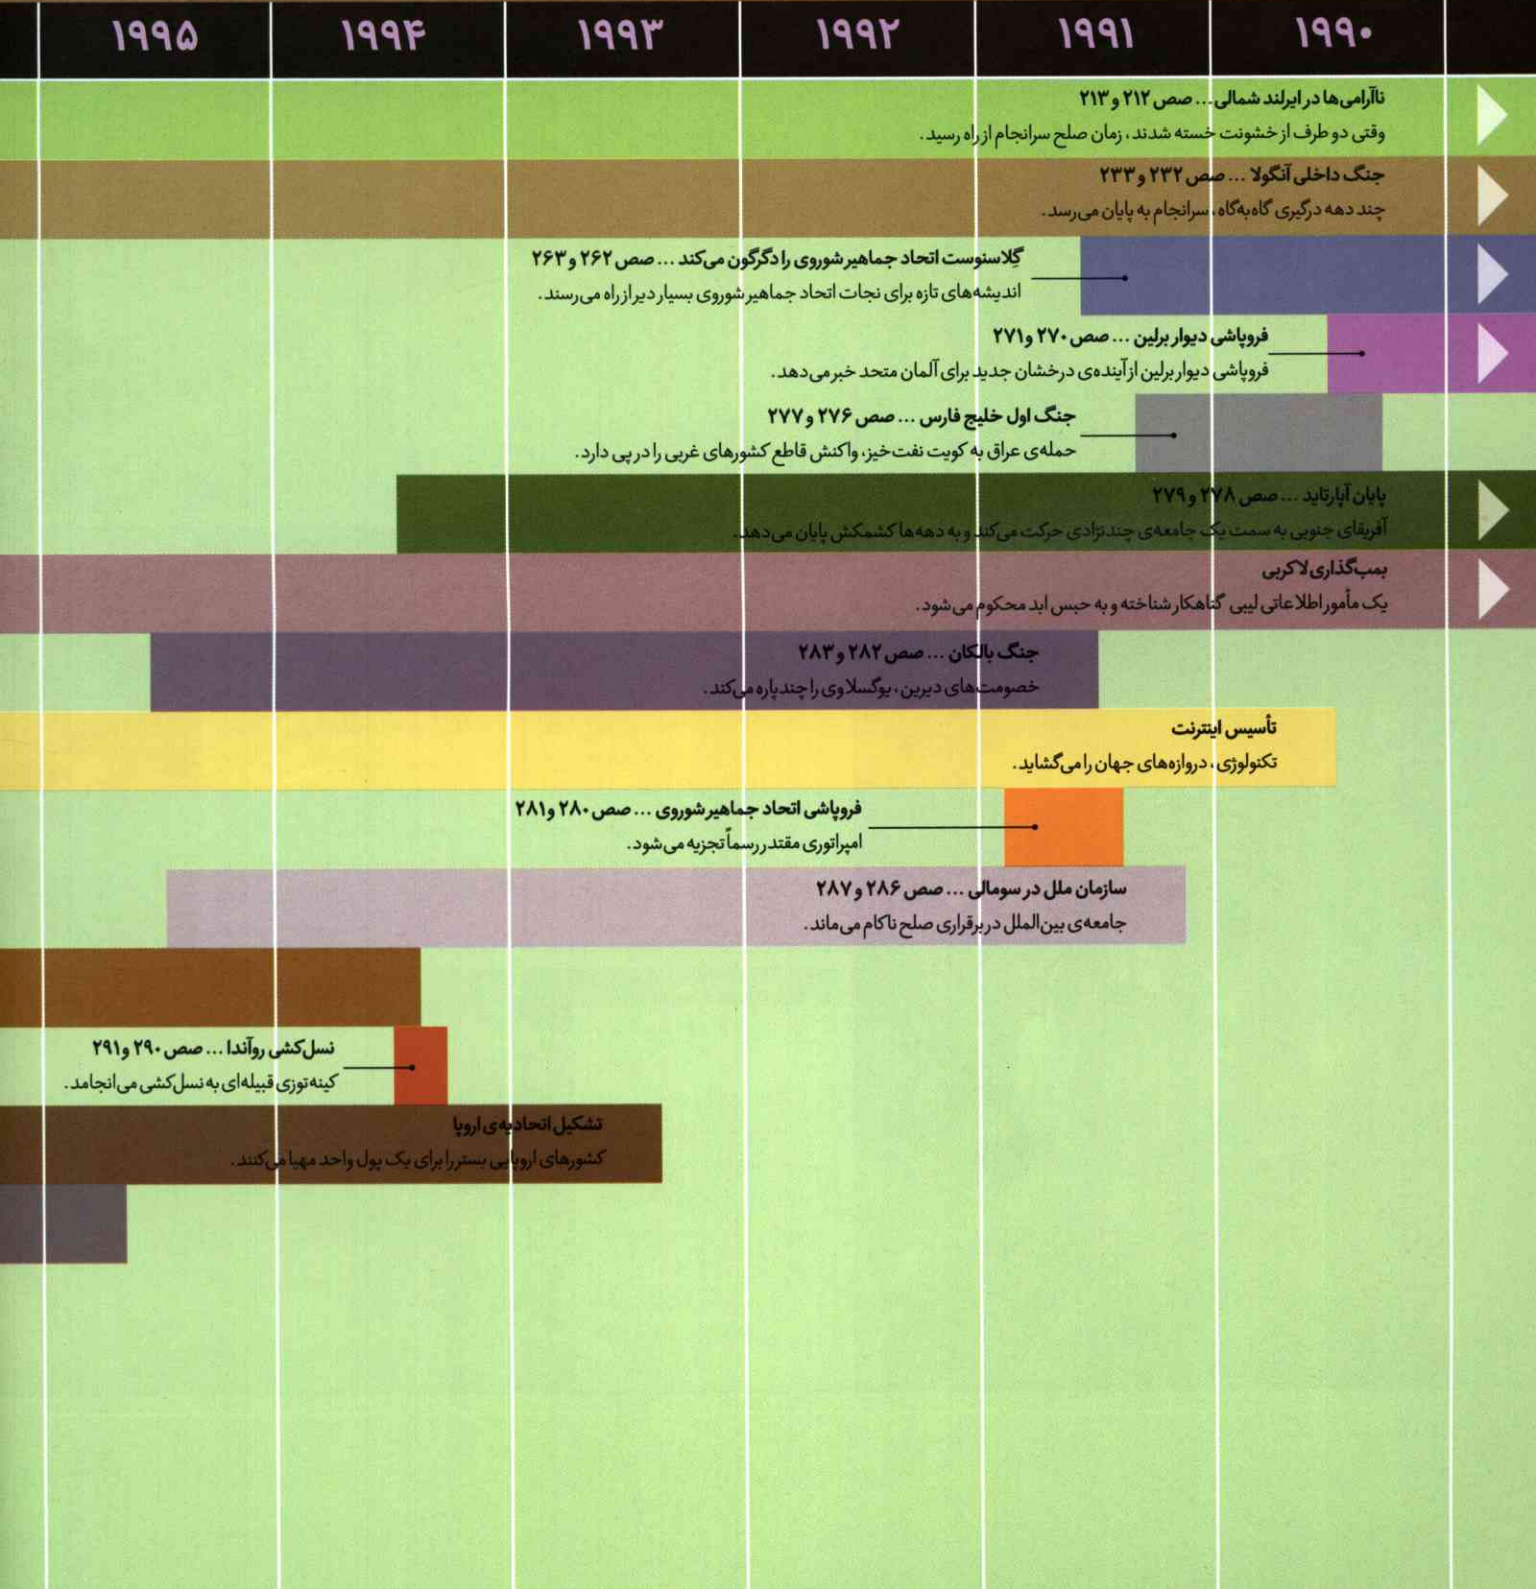 ۱۹۹۰
۱۹۹۱
۱۹۹۲
۱۹۹۳
۱۹۹۴
۱۹۹۵
ناآرامی‌ها در ایرلند شمالی... صص ۲۱۲ و ۲۱۳
وقتی دو طرف از خشونت خسته شدند، زمان صلح سرانجام از راه رسید.
جنگ داخلی آنگولا ... صص ۲۳۲ و ۲۳۳
چند دهه درگیری گاه‌به‌گاه، سرانجام به پایان می‌رسد.
گِلاسنوست اتحاد جماهیر شوروی را دگرگون می‌کند ... صص ۲۶۲ و ۲۶۳
اندیشه‌های تازه برای نجات اتحاد جماهیر شوروی بسیار دیر از راه می‌رسند.
فروپاشی دیوار برلین ... صص ۲۷۰ و ۲۷۱
فروپاشی دیوار برلین از آینده‌ی درخشان جدید برای آلمان متحد خبر می‌دهد.
جنگ اول خلیج فارس ... صص ۲۷۶ و ۲۷۷
حمله‌ی عراق به کویت نفت‌خیز، واکنش قاطع کشورهای غربی را در پی دارد.
پایان آپارتاید ... صص ۲۷۸ و ۲۷۹
آفریقای جنوبی به سمت یک جامعه‌ی چندنژادی حرکت می‌کند و به دهه‌ها کشمکش پایان می‌دهد.
بمب‌گذاری لاکربی
یک مأمور اطلاعاتی لیبی گناهکار شناخته و به حبس ابد محکوم می‌شود.
جنگ بالکان ... صص ۲۸۲ و ۲۸۳
خصومت‌های دیرین، یوگسلاوی را چندپاره می‌کند.
تأسیس اینترنت
تکنولوژی، دروازه‌های جهان را می‌گشاید.
فروپاشی اتحاد جماهیر شوروی ... صص ۲۸۰ و ۲۸۱
امپراتوری مقتدر رسماً تجزیه می‌شود.
سازمان ملل در سومالی ... صص ۲۸۶ و ۲۸۷
جامعه‌ی بین‌الملل در برقراری صلح ناکام می‌ماند.
نسل‌کشی روآندا ... صص ۲۹۰ و ۲۹۱
کینه‌توزی قبیله‌ای به نسل‌کشی می‌انجامد.
تشکیل اتحادیه‌ی اروپا
کشورهای اروپایی بستر را برای یک پول واحد مهیا می‌کنند.